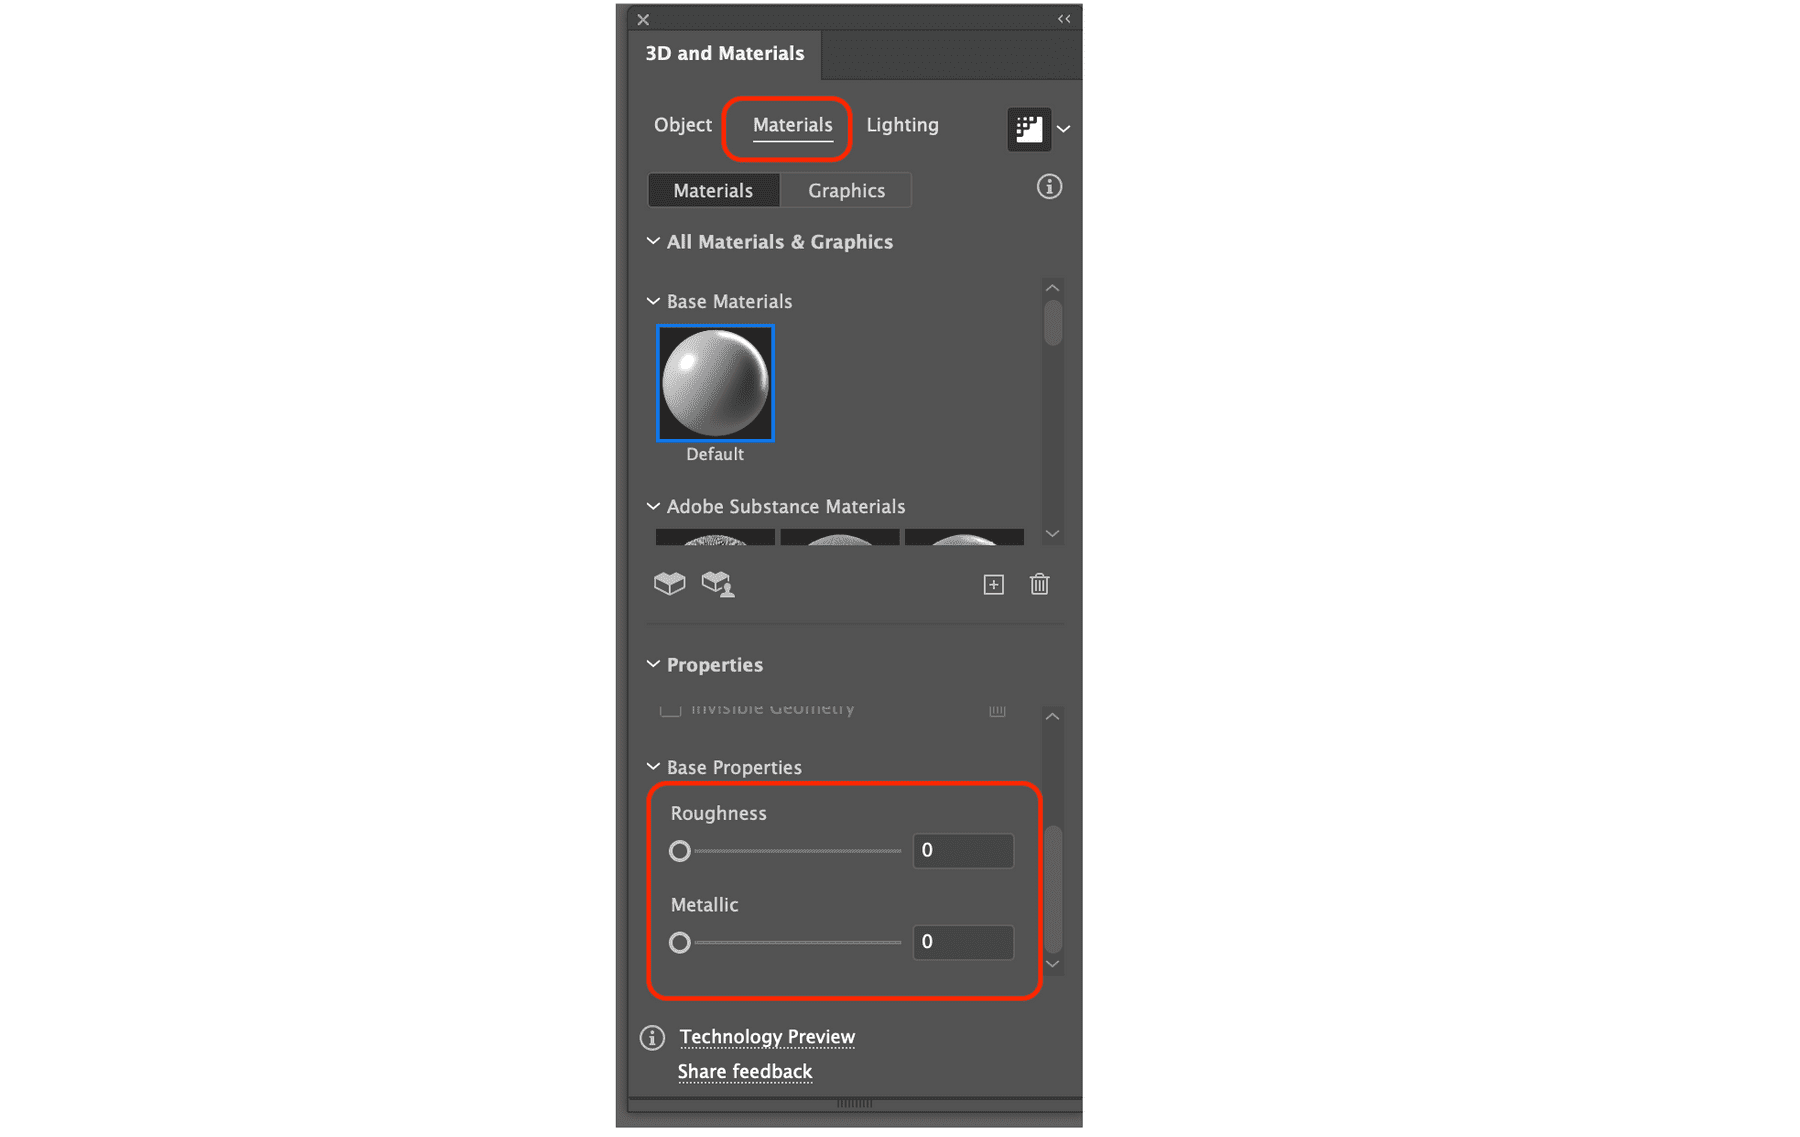 3D and Materials
Object Materials Lighting
Materials Graphics
All Materials & Graphics
Base Materials
Default
Adobe Substance Materials
Properties
Invisible Geometry
Base Properties
Roughness
0
Metallic
0
Technology Preview
Share feedback